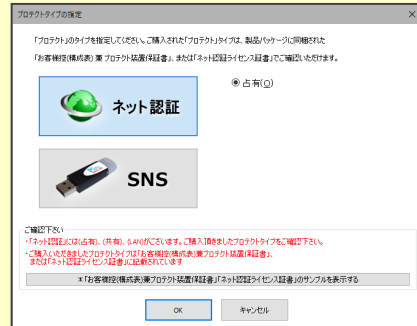 プロテクトタイプの指定
「プロテクト」のタイプを指定してください。ご購入された「プロテクト」タイプは、製品パッケージに同梱された
「お客様控(構成表) 兼 プロテクト装置保証書」、または「ネット認証ライセンス証書」でご確認いただけます。
ネット認証
占有(O)
SNS
ご確認下さい
・「ネット認証」には(占有)、(共有)、(LAN)がございます。ご購入頂きましたプロテクトタイプをご確認下さい。
・ご購入いただきましたプロテクトタイプは「お客様控(構成表)兼プロテクト装置保証書」、
または「ネット認証ライセンス証書」に記載されています
＊「お客様控(構成表)兼プロテクト装置保証書」「ネット認証ライセンス証書」のサンプルを表示する
OK
キャンセル